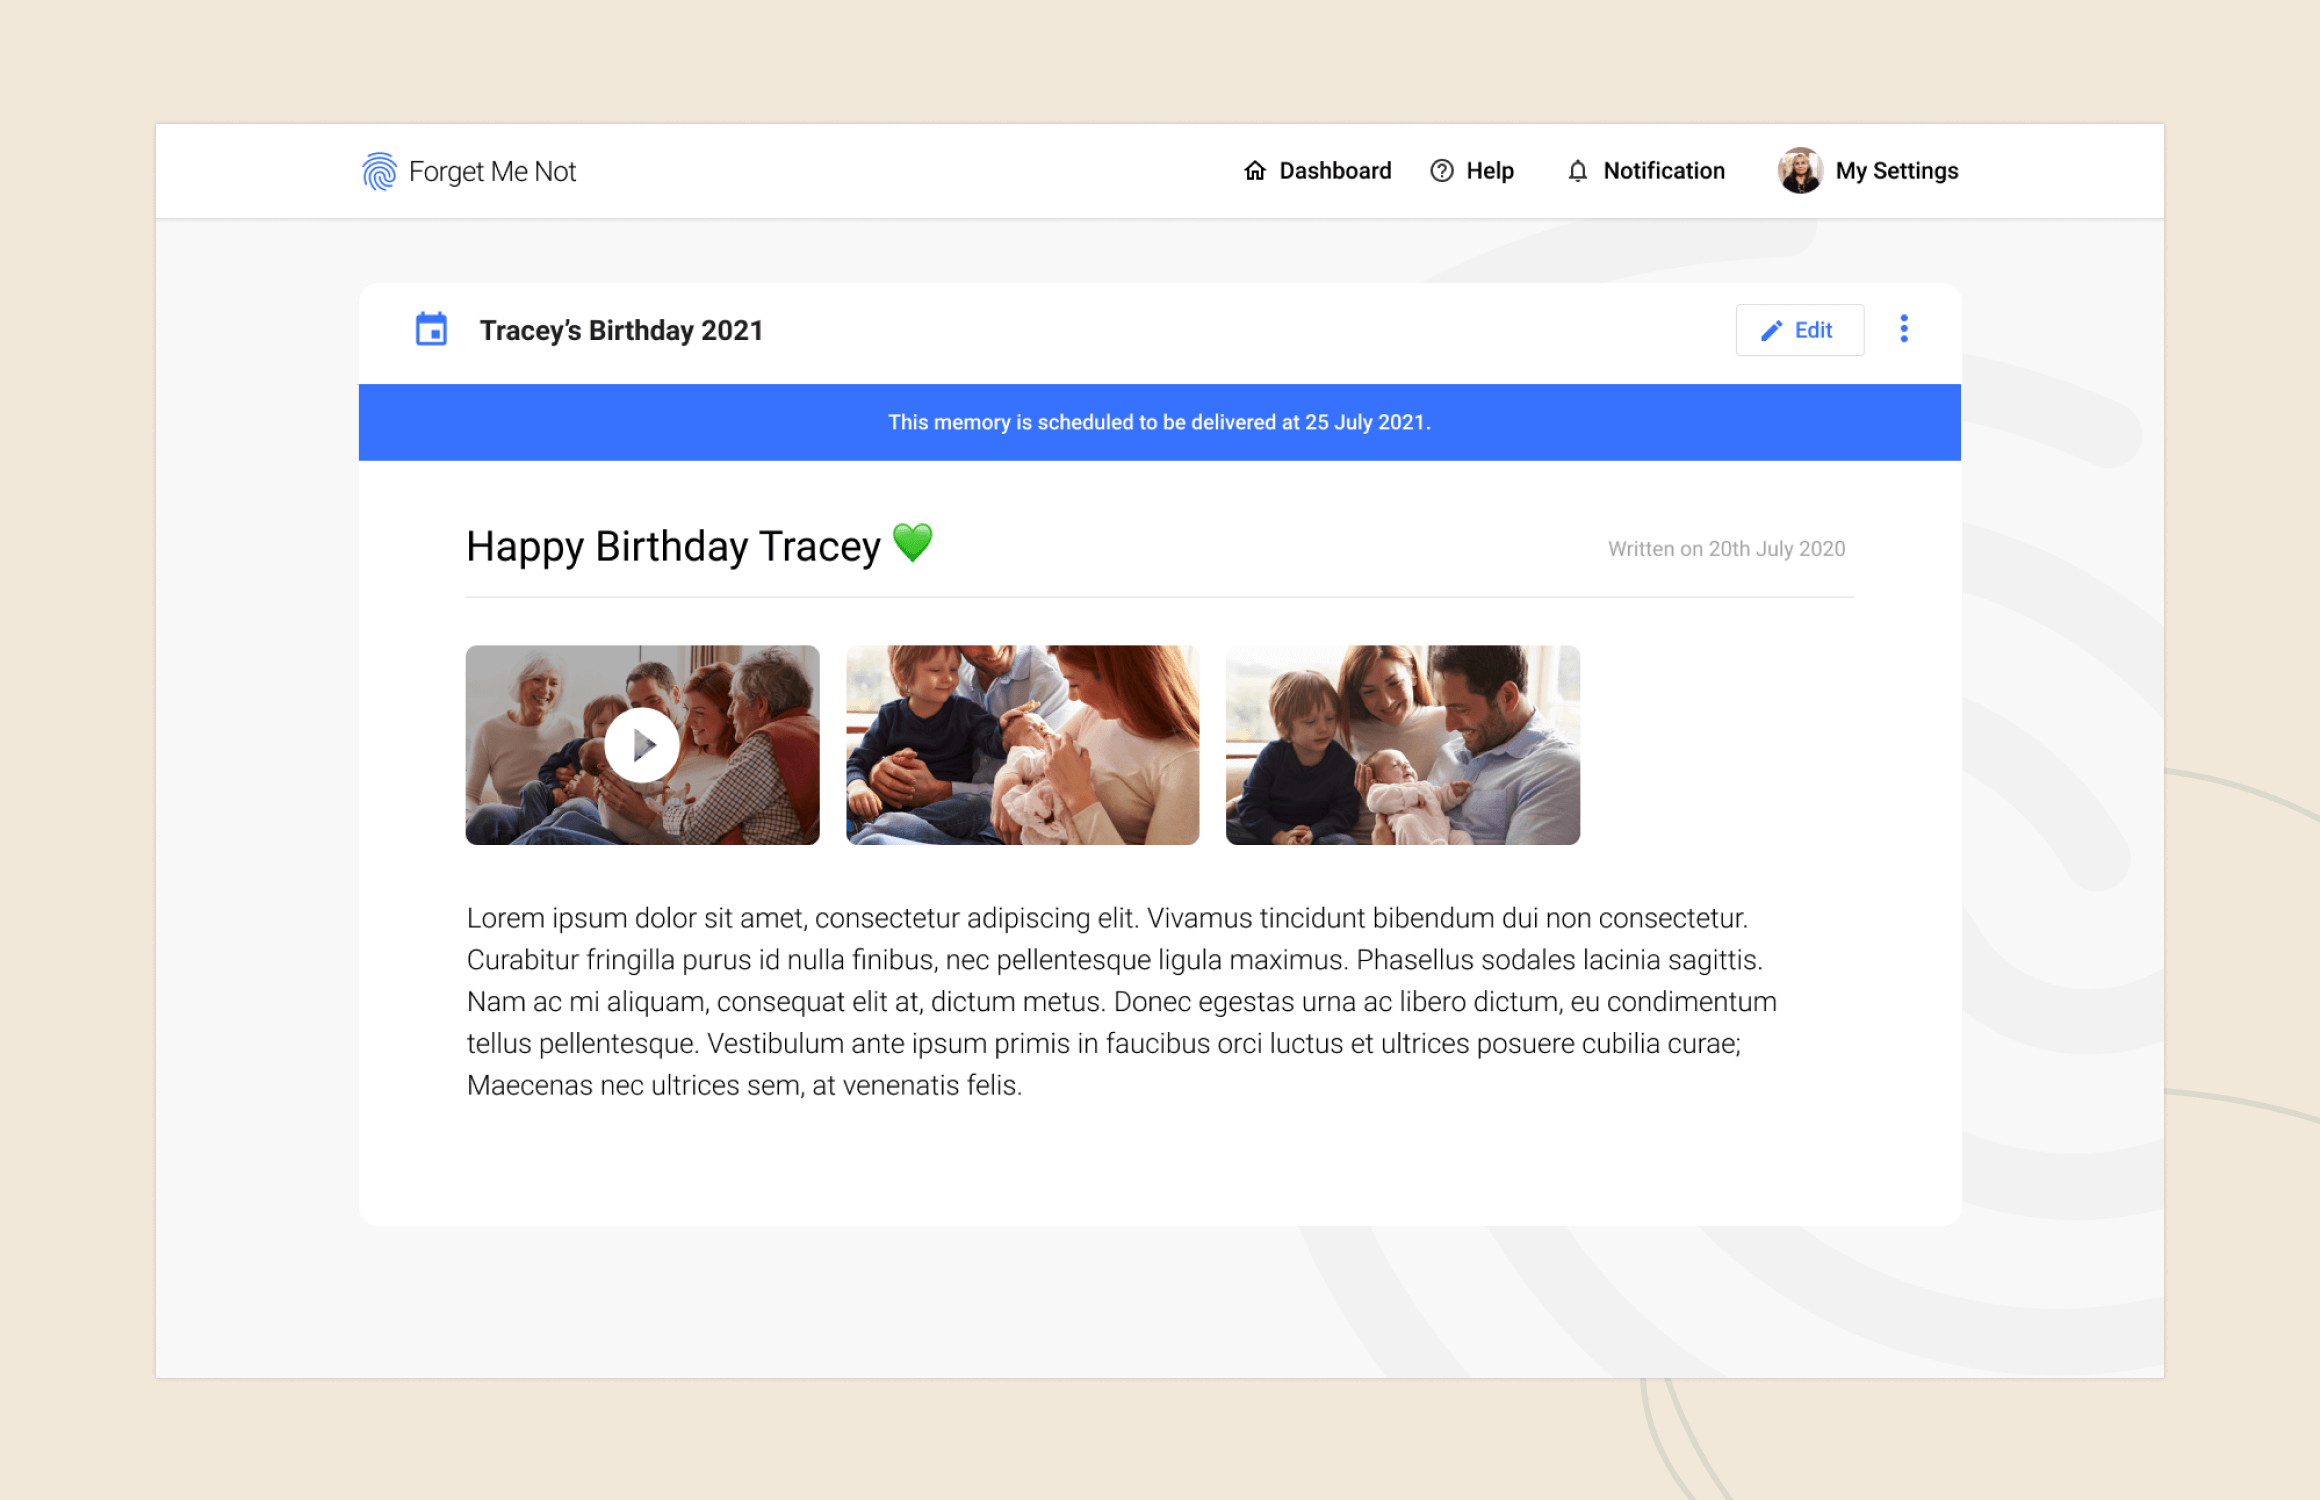 Forget Me Not
Dashboard
Help
Notification
My Settings
Tracey’s Birthday 2021
Edit
This memory is scheduled to be delivered at 25 July 2021.
Happy Birthday Tracey 💚
Written on 20th July 2020
Lorem ipsum dolor sit amet, consectetur adipiscing elit. Vivamus tincidunt bibendum dui non consectetur.
Curabitur fringilla purus id nulla finibus, nec pellentesque ligula maximus. Phasellus sodales lacinia sagittis.
Nam ac mi aliquam, consequat elit at, dictum metus. Donec egestas urna ac libero dictum, eu condimentum
tellus pellentesque. Vestibulum ante ipsum primis in faucibus orci luctus et ultrices posuere cubilia curae;
Maecenas nec ultrices sem, at venenatis felis.